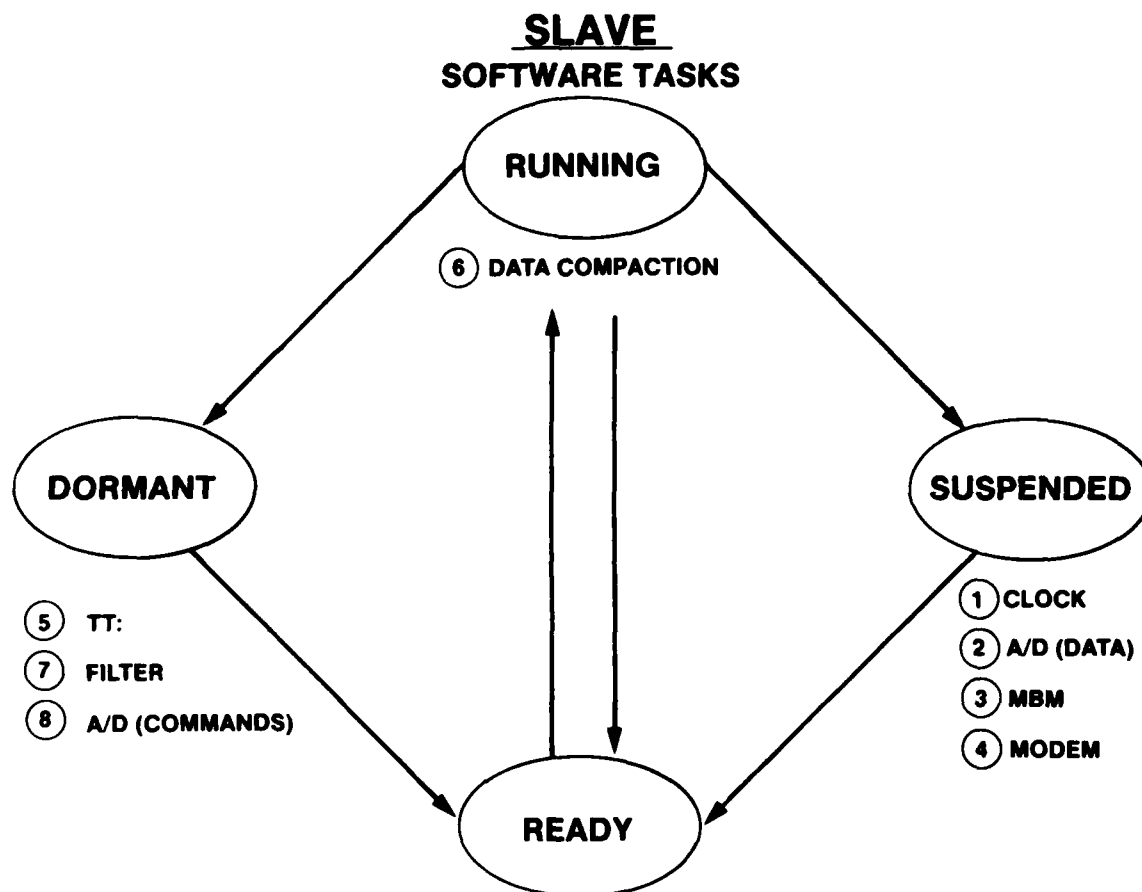 SLAVE
SOFTWARE TASKS
RUNNING
6 DATA COMPACTION
DORMANT
SUSPENDED
5 TT:
7 FILTER
8 A/D (COMMANDS)
1 CLOCK
2 A/D (DATA)
3 MBM
4 MODEM
READY